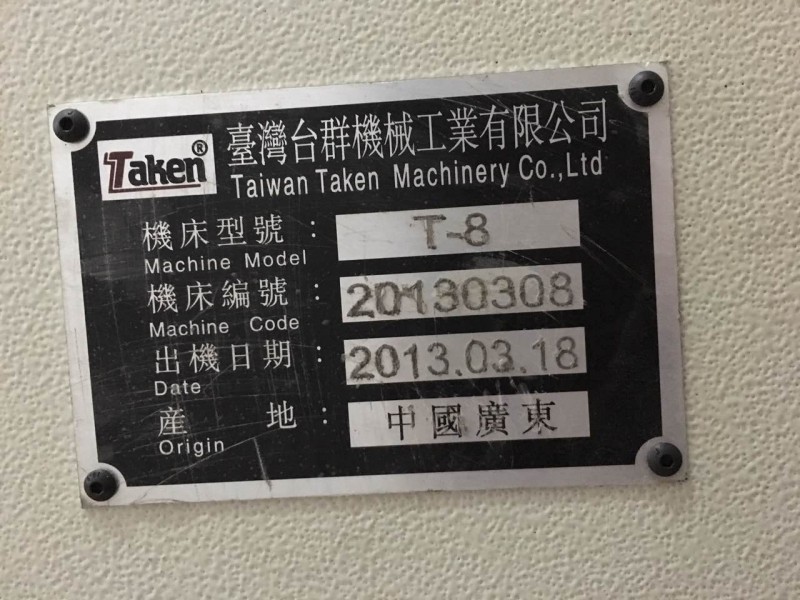 Taken®
臺灣台群機械工業有限公司
Taiwan Taken Machinery Co.,Ltd
機床型號： T-8
Machine Model
機床編號： 20130308
Machine Code
出機日期： 2013.03.18
Date
産 地： 中國廣東
Origin